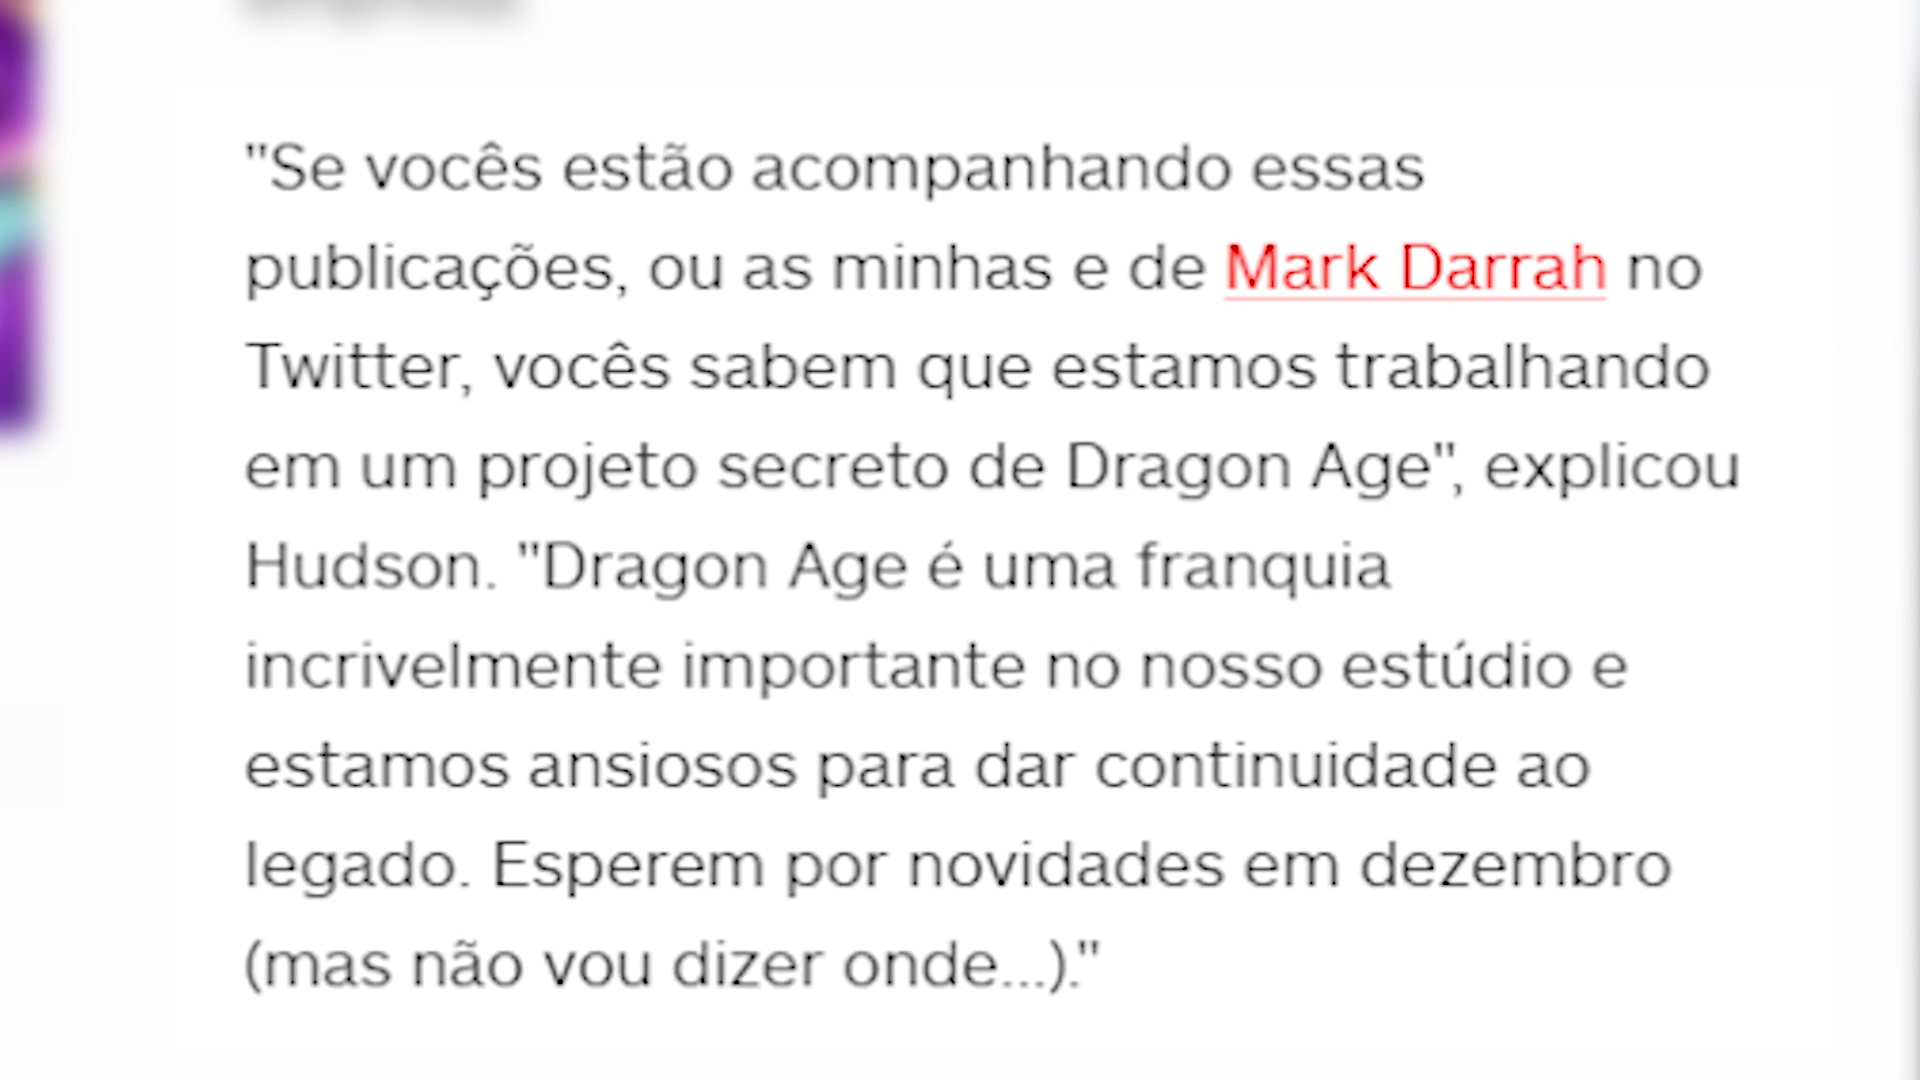 "Se vocês estão acompanhando essas
publicações, ou as minhas e de Mark Darrah no
Twitter, vocês sabem que estamos trabalhando
em um projeto secreto de Dragon Age", explicou
Hudson. "Dragon Age é uma franquia
incrivelmente importante no nosso estúdio e
estamos ansiosos para dar continuidade ao
legado. Esperem por novidades em dezembro
(mas não vou dizer onde...)."